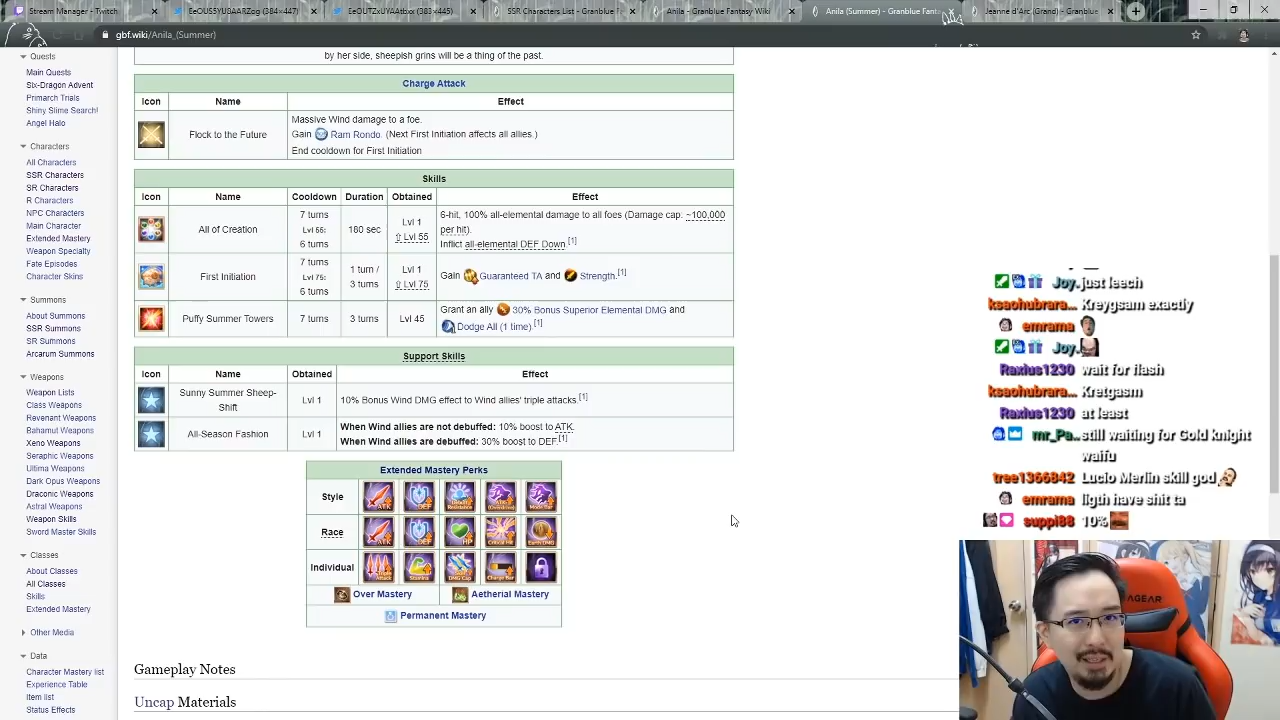 Stream Manager - Twitch
EeOUS5YU8AARZog (384×447)
EeOUTZxUYAAtbxx (383×445)
SSR Characters List - Granblue F
Anila - Granblue Fantasy Wiki
Anila (Summer) - Granblue Fant
Jeanne d'Arc (Grand) - Granblue
gbf.wiki/Anila_(Summer)
Quests
Main Quests
Six-Dragon Advent
Primarch Trials
Shiny Slime Search!
Angel Halo
Characters
All Characters
SSR Characters
SR Characters
R Characters
NPC Characters
Main Character
Extended Mastery
Weapon Specialty
Fate Episodes
Character Skins
Summons
About Summons
SSR Summons
SR Summons
Arcarum Summons
Weapons
Weapon Lists
Class Weapons
Revenant Weapons
Bahamut Weapons
Xeno Weapons
Seraphic Weapons
Ultima Weapons
Dark Opus Weapons
Draconic Weapons
Astral Weapons
Weapon Skills
Sword Master Skills
Classes
About Classes
All Classes
Skills
Extended Mastery
Other Media
Data
Character Mastery list
Experience Table
Item list
Status Effects
by her side, sheepish grins will be a thing of the past.
Charge Attack
Icon Name Effect
Flock to the Future
Massive Wind damage to a foe.
Gain Ram Rondo. (Next First Initiation affects all allies.)
End cooldown for First Initiation
Skills
Icon Name Cooldown Duration Obtained Effect
All of Creation
7 turns
Lvl 55:
6 turns
180 sec
Lvl 1
⇧Lvl 55
6-hit, 100% all-elemental damage to all foes (Damage cap: ~100,000
per hit).
Inflict all-elemental DEF Down.[1]
First Initiation
7 turns
Lvl 75:
6 turns
1 turn /
3 turns
Lvl 1
⇧Lvl 75
Gain Guaranteed TA and Strength.[1]
Puffy Summer Towers
Lvl 45
Grant an ally 30% Bonus Superior Elemental DMG and
Dodge All (1 time).[1]
Support Skills
Icon Name Obtained Effect
Sunny Summer Sheep-
Shift
Lvl 1
10% Bonus Wind DMG effect to Wind allies' triple attacks.[1]
All-Season Fashion
Lvl 1
When Wind allies are not debuffed: 10% boost to ATK.
When Wind allies are debuffed: 30% boost to DEF.[1]
Extended Mastery Perks
Style
Race
Individual
Over Mastery
Aetherial Mastery
Permanent Mastery
Gameplay Notes
Uncap Materials
Joy. just leech
ksaohubrara... Kreygsam exactly
emrama
Joy.
Raxius1230 wait for flash
ksaohubrara... Kretgasm
Raxius1230 at least
mr_Pa.. still waiting for Gold knight
waifu
tree1366842 Lucio Merlin skill god
emrama ligth have shit ta
suppi88 10%
AGEAR